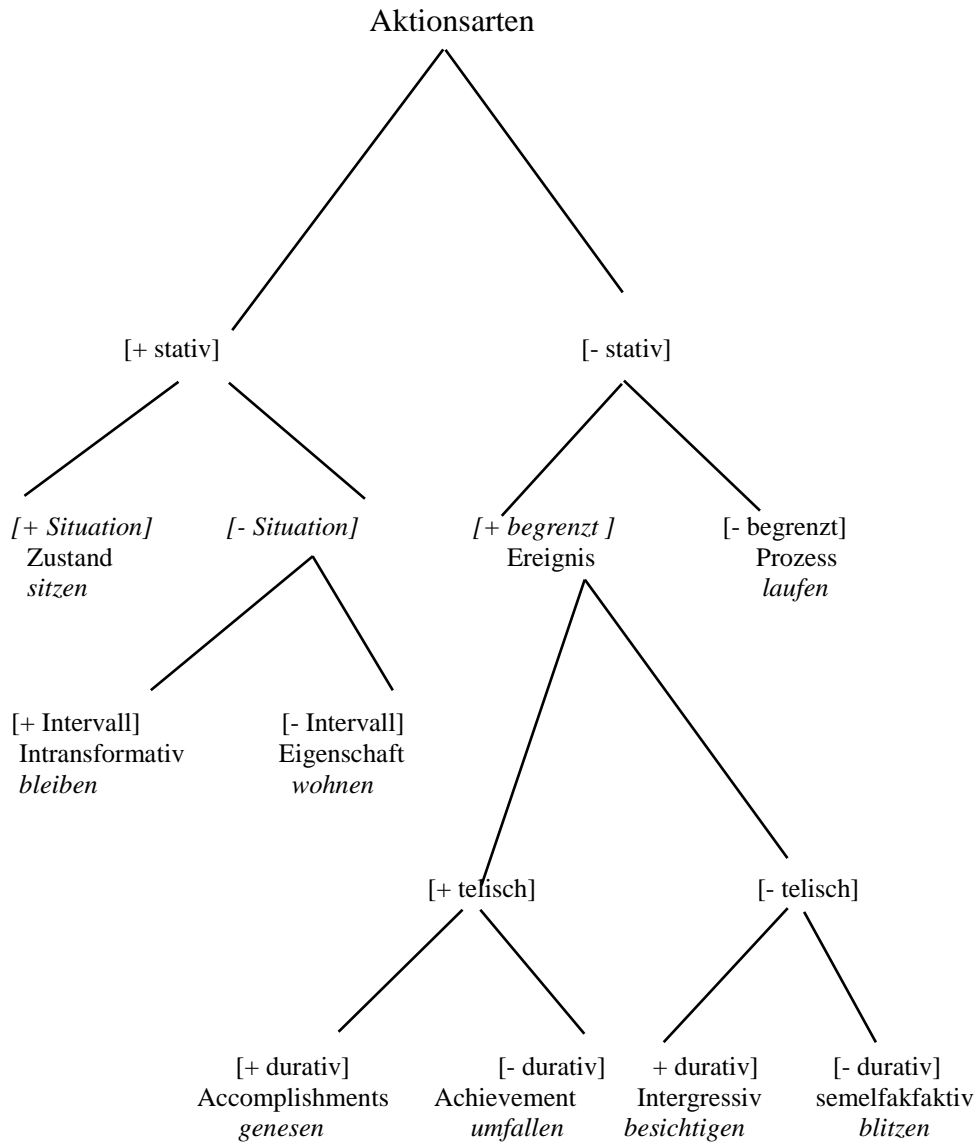 Aktionsarten
[+ stativ] [- stativ]
[+ Situation] [- Situation] [+ begrenzt ] [- begrenzt]
Zustand Ereignis Prozess
sitzen laufen
[+ Intervall] [- Intervall]
Intransformativ Eigenschaft
bleiben wohnen
[+ telisch] [- telisch]
[+ durativ] [- durativ] + durativ] [- durativ]
Accomplishments Achievement Intergressiv semelfakfaktiv
genesen umfallen besichtigen blitzen